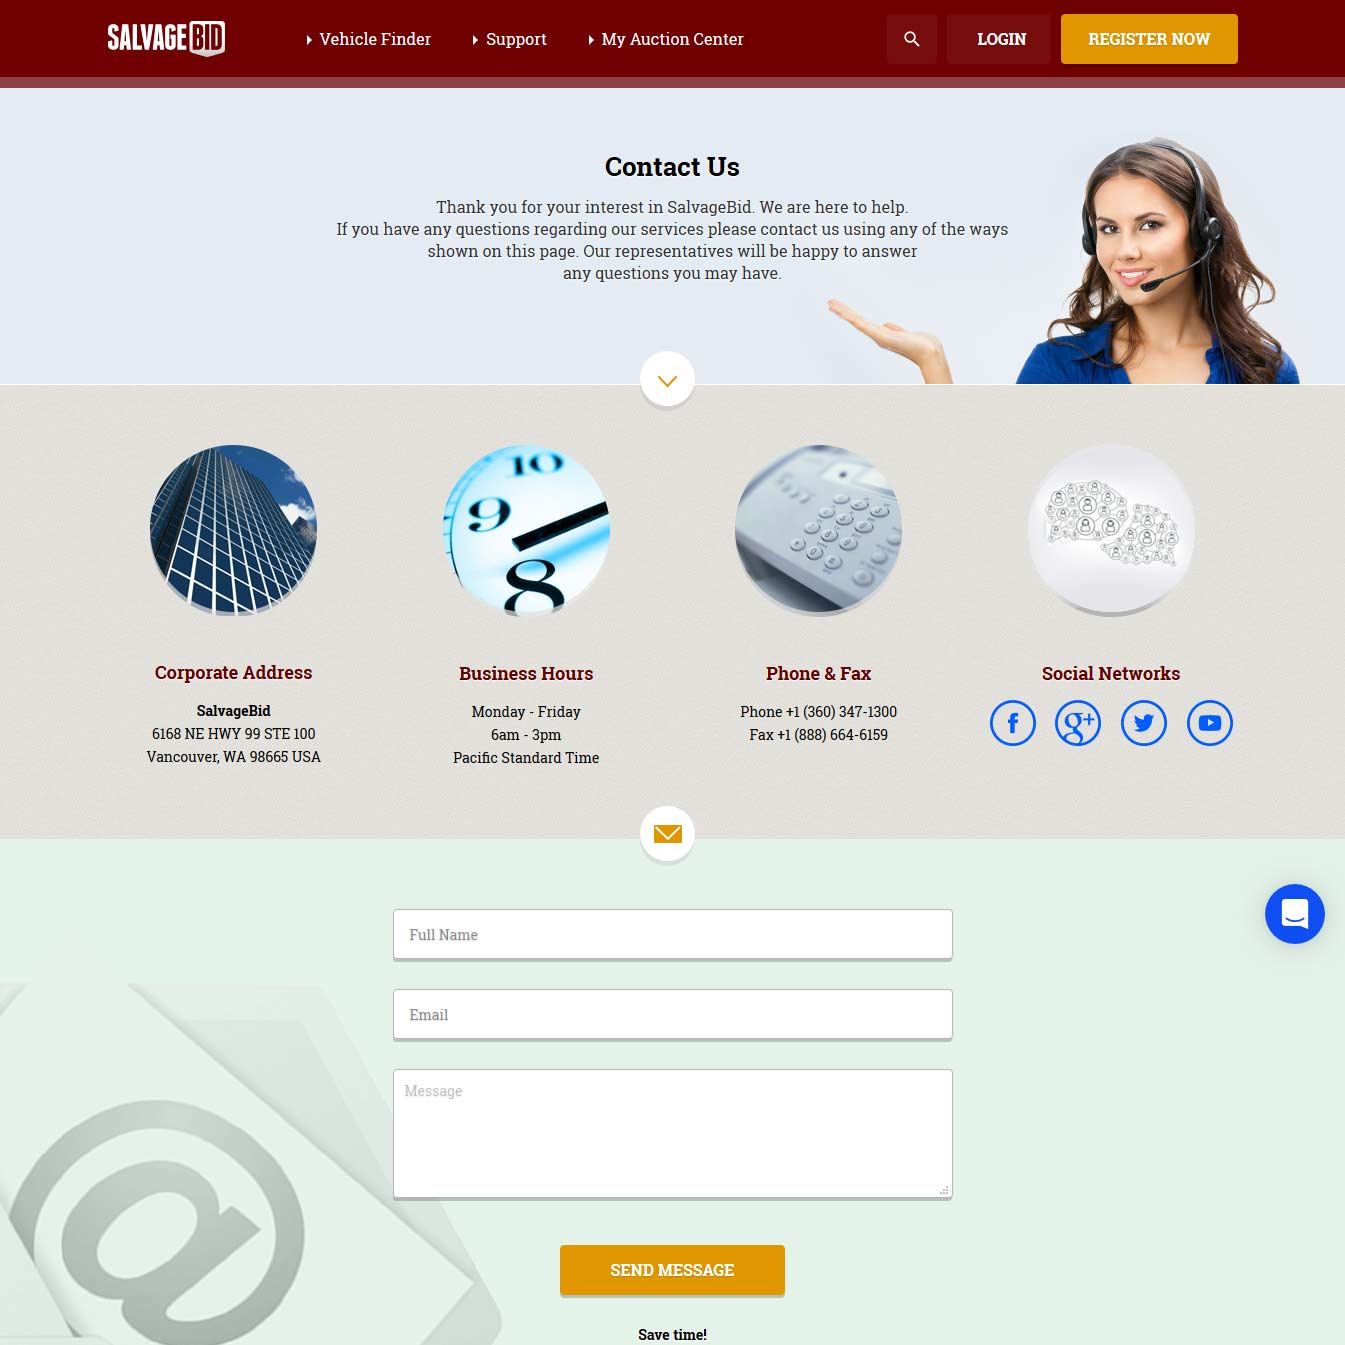 SALVAGE BID
Vehicle Finder
Support
My Auction Center
LOGIN
REGISTER NOW
Contact Us
Thank you for your interest in SalvageBid. We are here to help.
If you have any questions regarding our services please contact us using any of the ways
shown on this page. Our representatives will be happy to answer
any questions you may have.
10
9
8
Corporate Address
SalvageBid
6168 NE HWY 99 STE 100
Vancouver, WA 98665 USA
Business Hours
Monday - Friday
6am - 3pm
Pacific Standard Time
Phone & Fax
Phone +1 (360) 347-1300
Fax +1 (888) 664-6159
Social Networks
f
g+
Full Name
Email
Message
@
SEND MESSAGE
Save time!